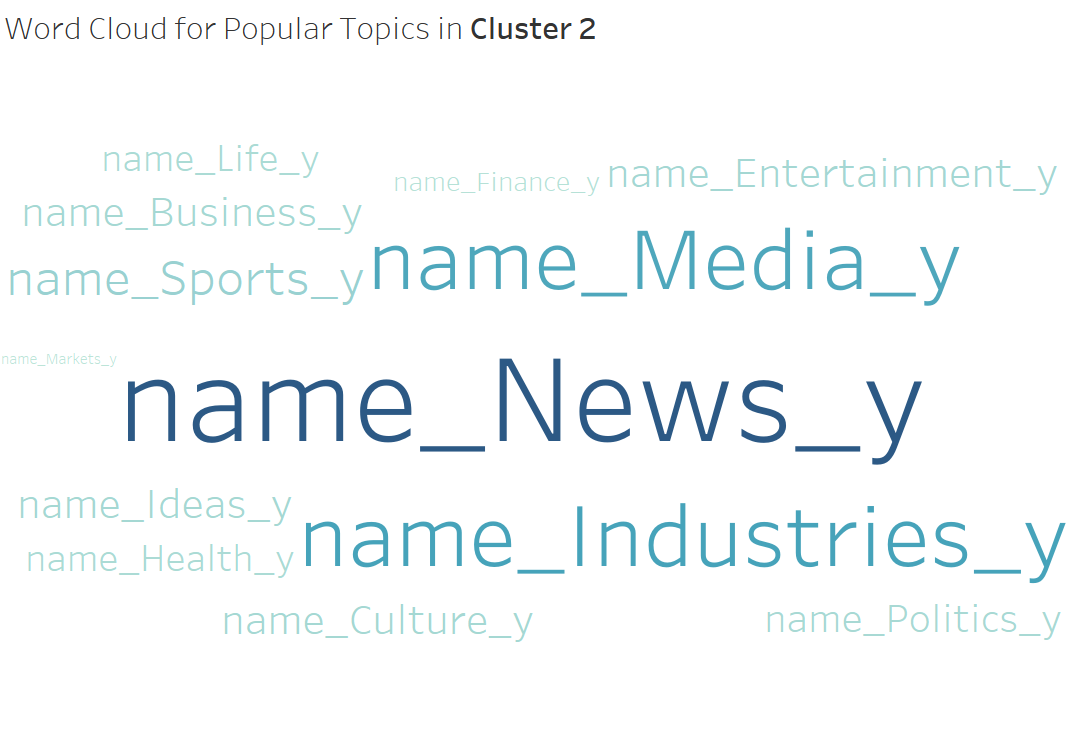 Word Cloud for Popular Topics in Cluster 2
name_Life_y
name_Finance_y
name_Entertainment_y
name_Business_y
name_Sports_y
name_Media_y
name_Markets_y
name_News_y
name_Ideas_y
name_Industries_y
name_Health_y
name_Culture_y
name_Politics_y